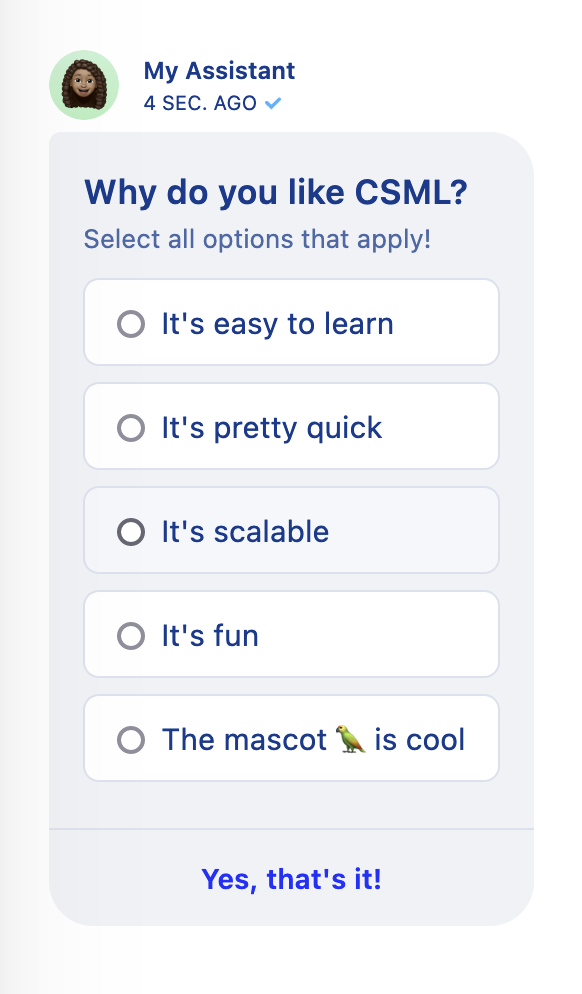 My Assistant
4 SEC. AGO
Why do you like CSML?
Select all options that apply!
It's easy to learn
It's pretty quick
It's scalable
It's fun
The mascot 🦜 is cool
Yes, that's it!